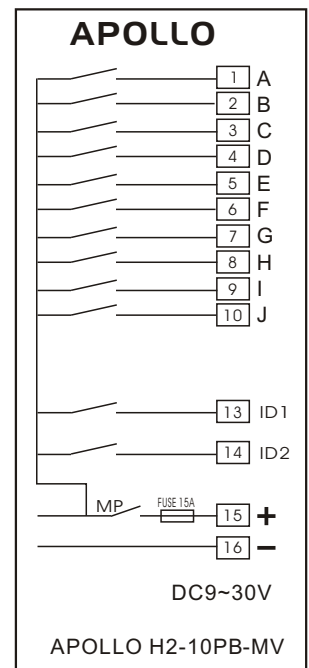 APOLLO
1 A
2 B
3 C
4 D
5 E
6 F
7 G
8 H
9 I
10 J
13 ID1
14 ID2
MP FUSE 15A 15 +
16 −
DC9~30V
APOLLO H2-10PB-MV